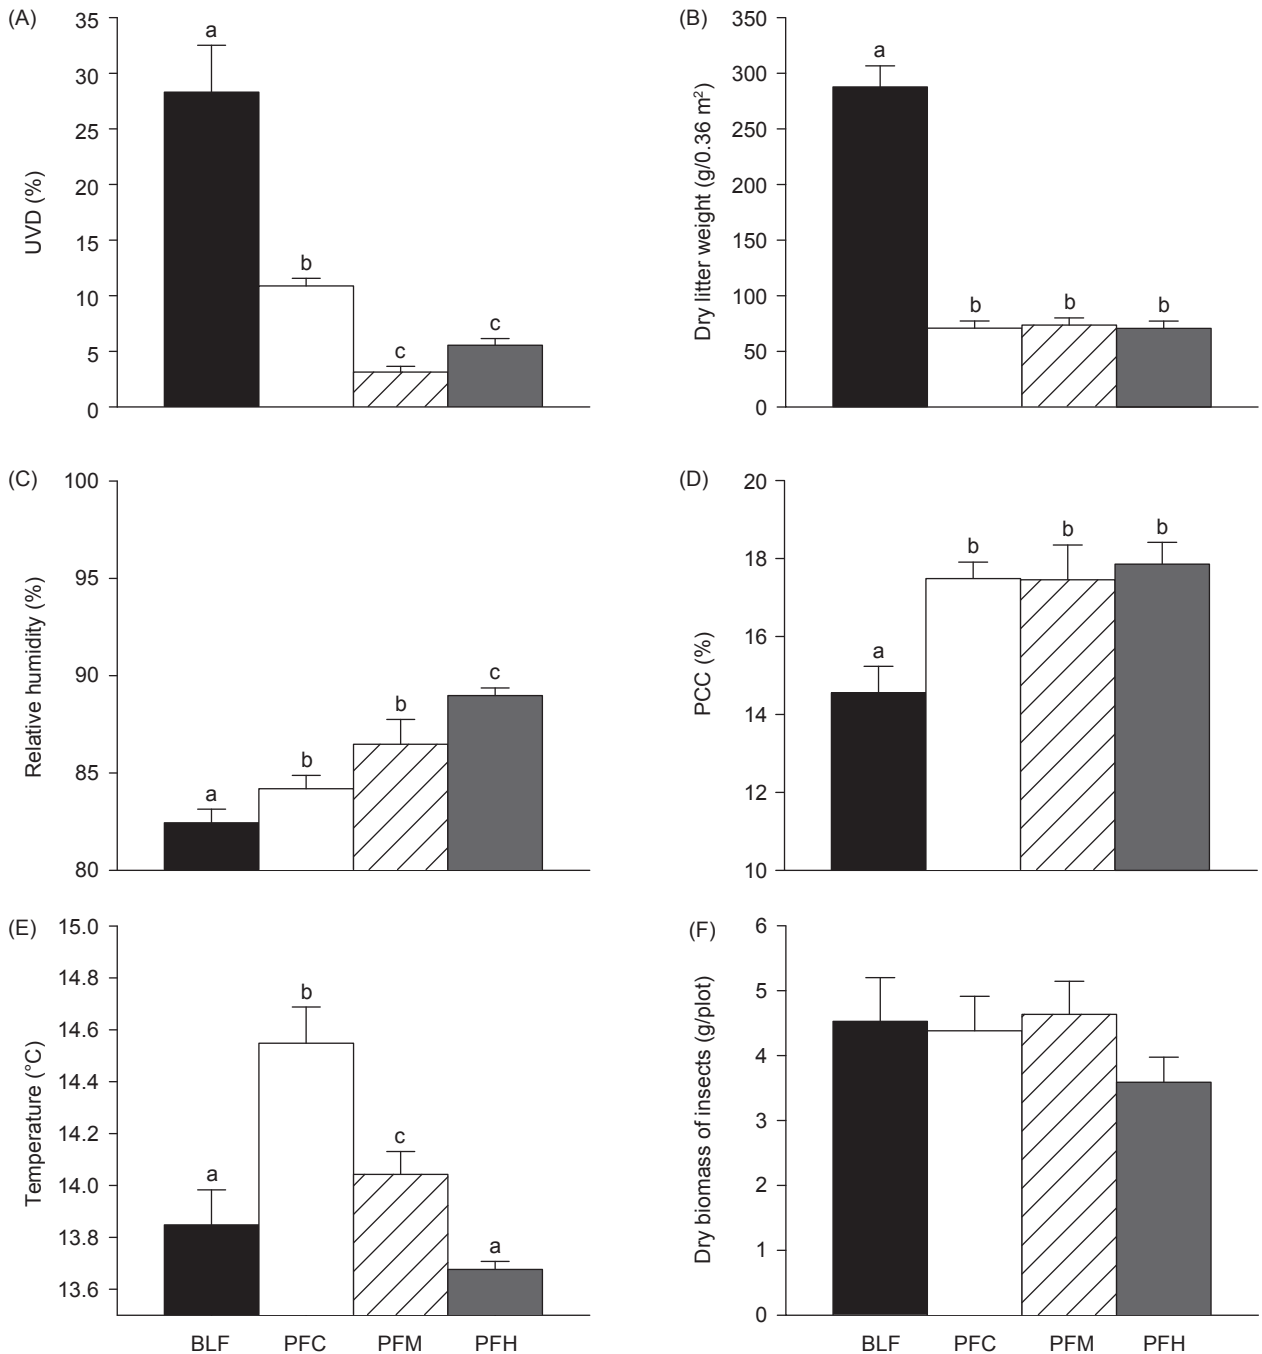 (A)
35
30
25
20
15
10
5
0
UVD (%)
a
b
c
c
(B)
350
300
250
200
150
100
50
0
Dry litter weight (g/0.36 m²)
a
b
b
b
(C)
100
95
90
85
80
Relative humidity (%)
a
b
b
c
(D)
20
18
16
14
12
10
PCC (%)
a
b
b
b
(E)
15.0
14.8
14.6
14.4
14.2
14.0
13.8
13.6
Temperature (°C)
a
b
c
a
BLF PFC PFM PFH
(F)
6
5
4
3
2
1
0
Dry biomass of insects (g/plot)
BLF PFC PFM PFH